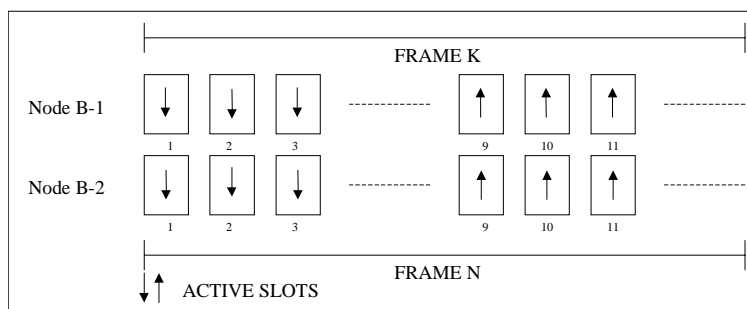 FRAME K
Node B-1
1 2 3 9 10 11
Node B-2
1 2 3 9 10 11
FRAME N
ACTIVE SLOTS